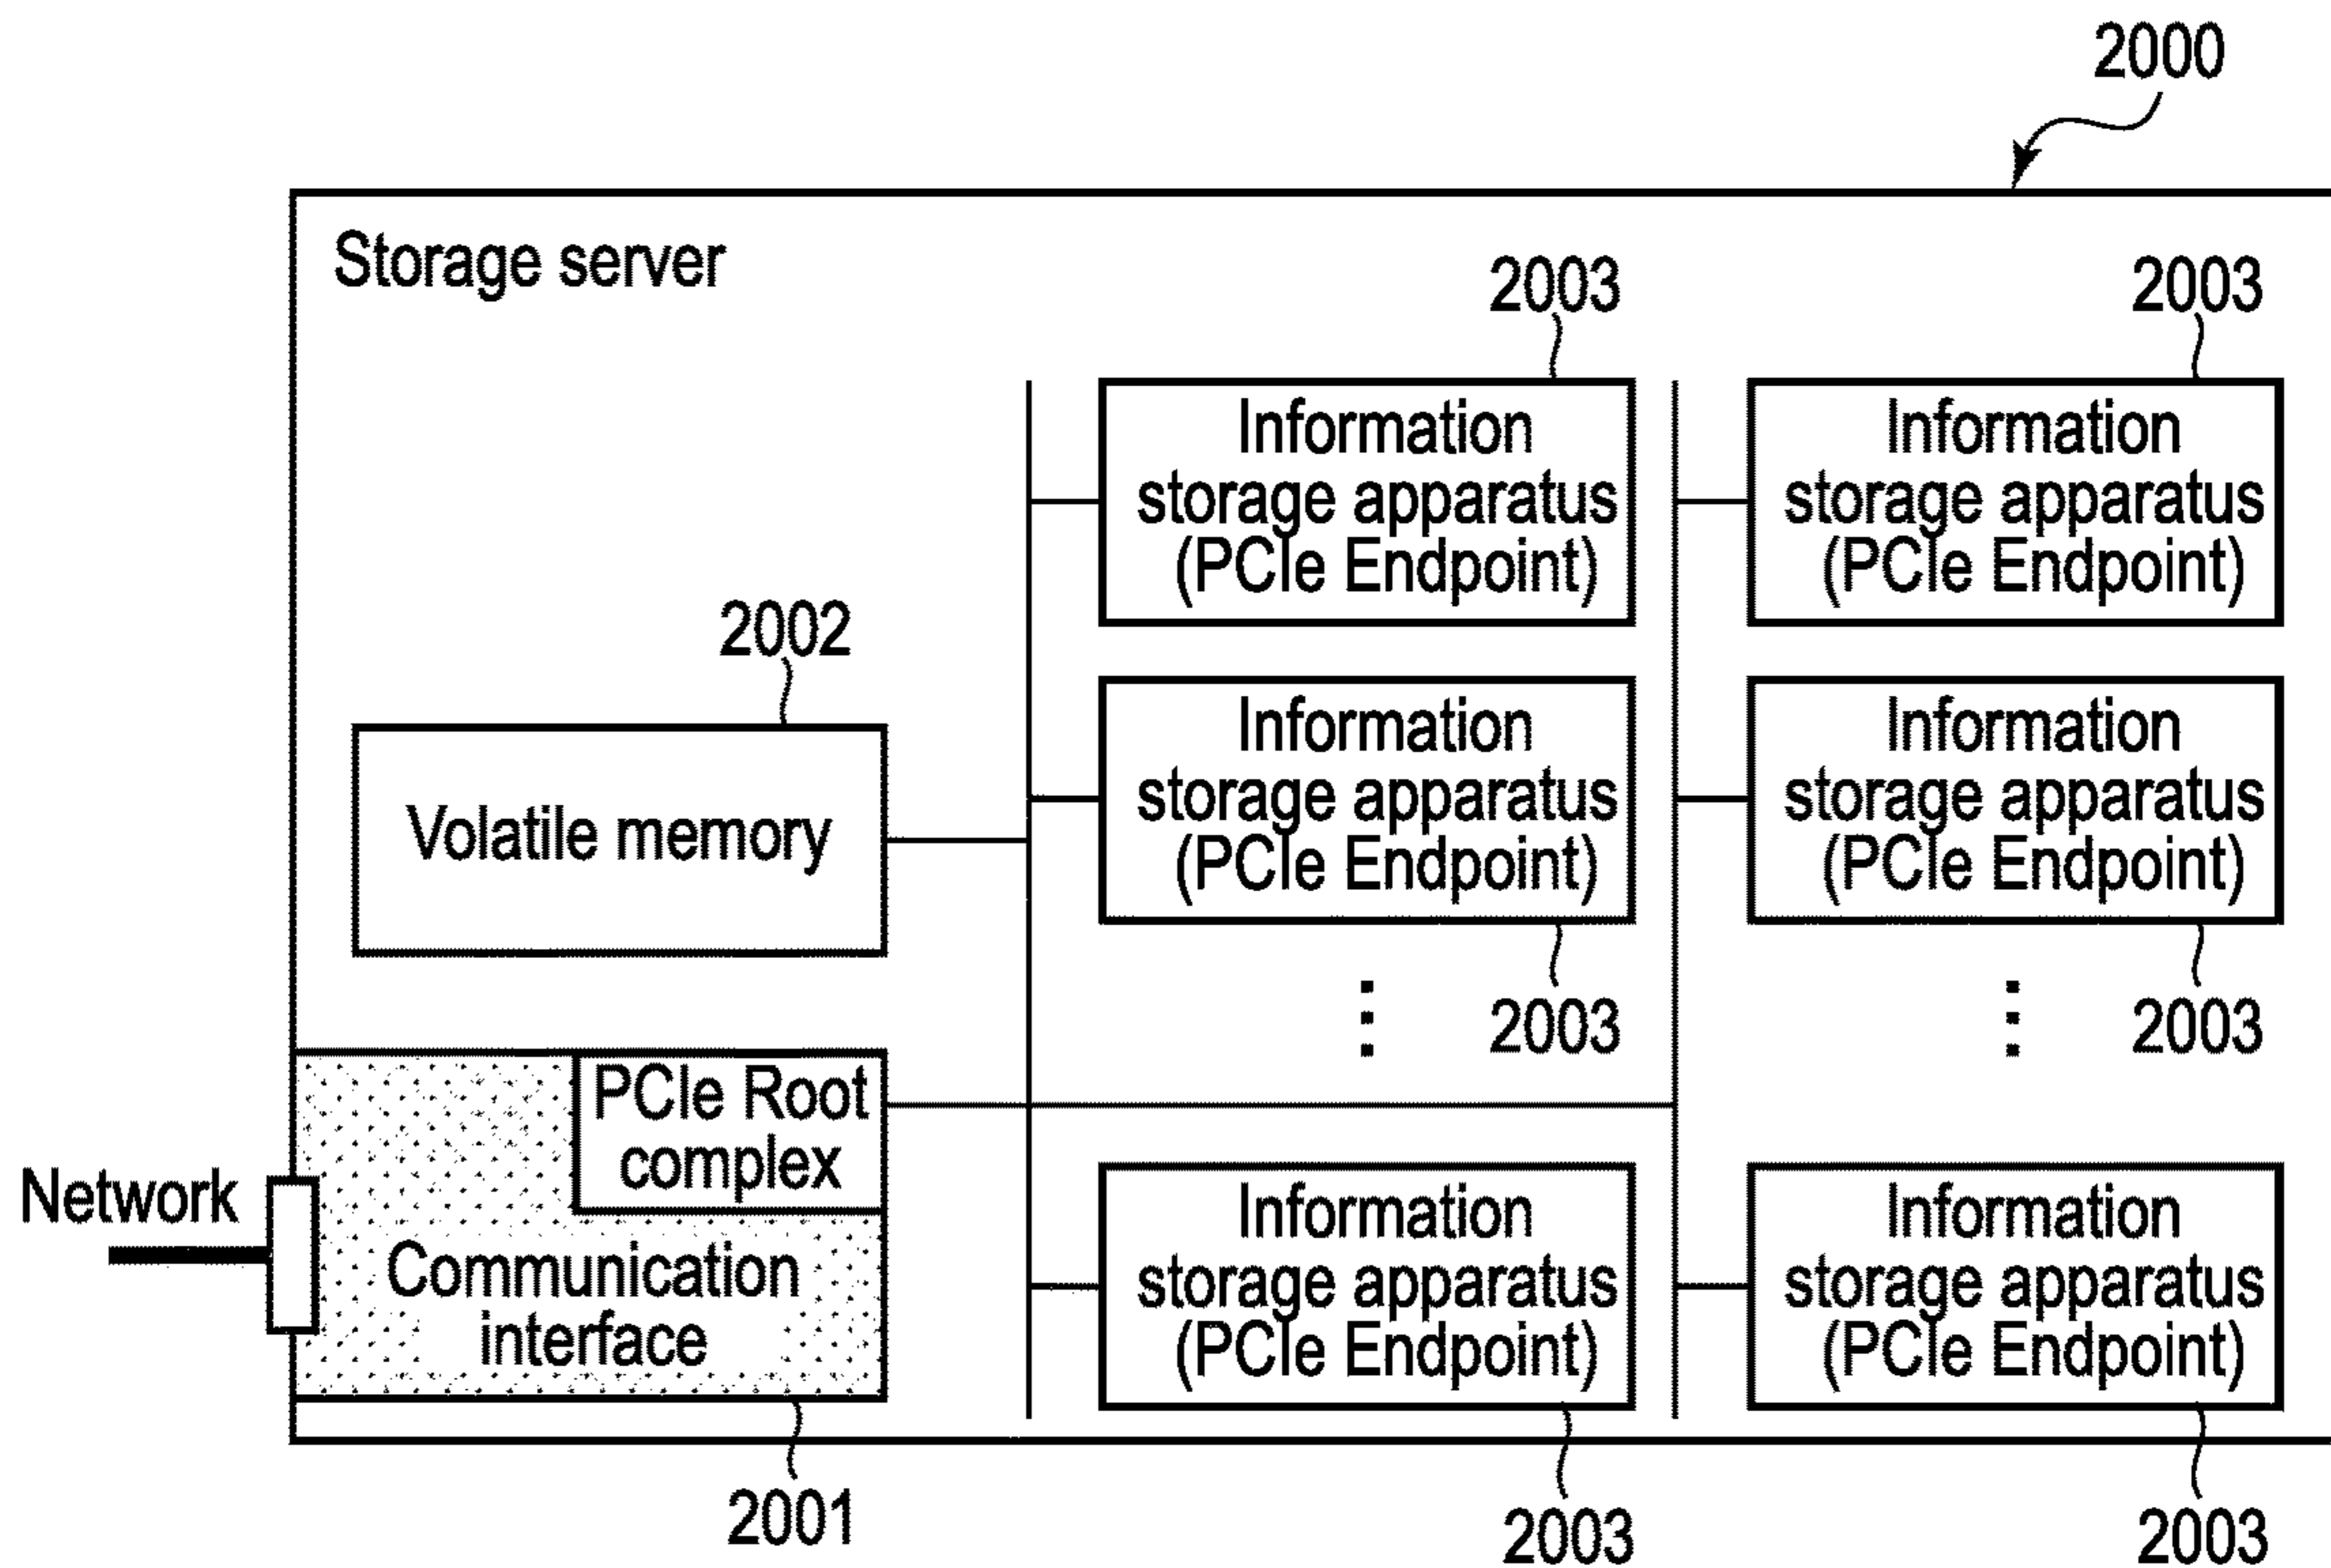 2000
Storage server
2003
2003
Information
storage apparatus
(PCIe Endpoint)
Information
storage apparatus
(PCIe Endpoint)
2002
Volatile memory
Information
storage apparatus
(PCIe Endpoint)
2003
Information
storage apparatus
(PCIe Endpoint)
2003
PCIe Root
complex
Network
Communication
interface
2001
Information
storage apparatus
(PCIe Endpoint)
2003
Information
storage apparatus
(PCIe Endpoint)
2003